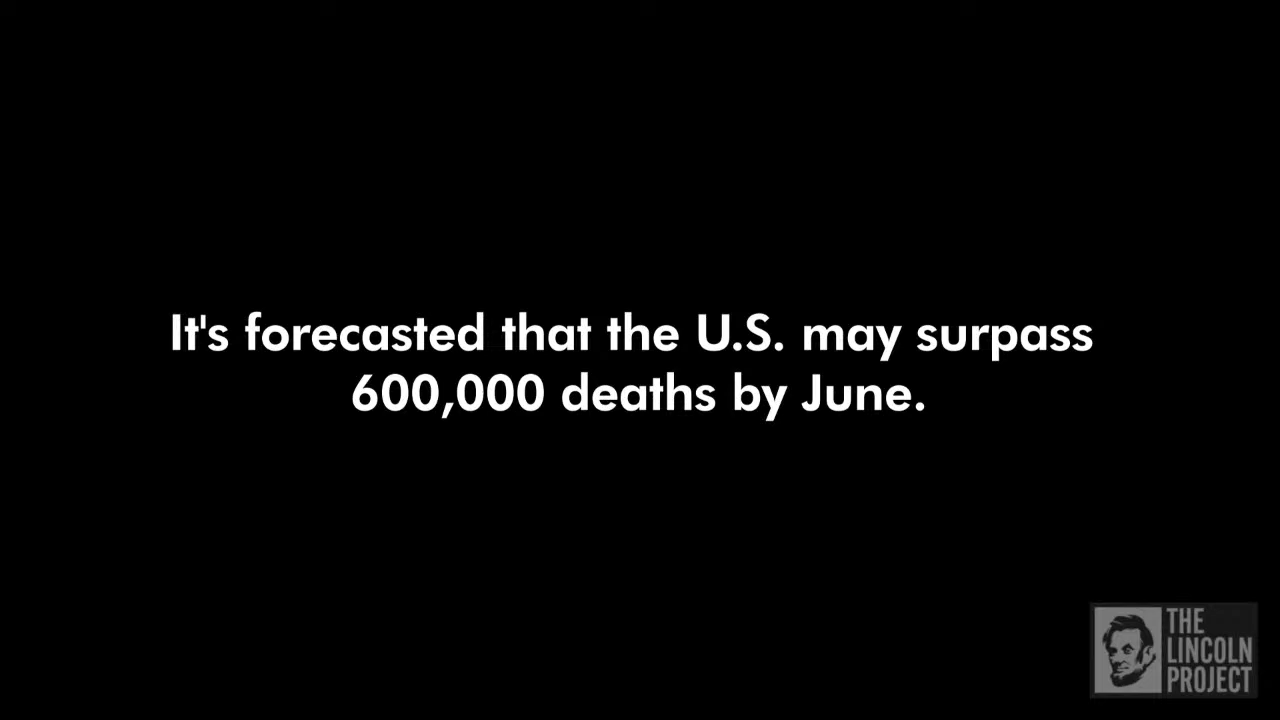 It's forecasted that the U.S. may surpass
600,000 deaths by June.
THE
LINCOLN
PROJECT